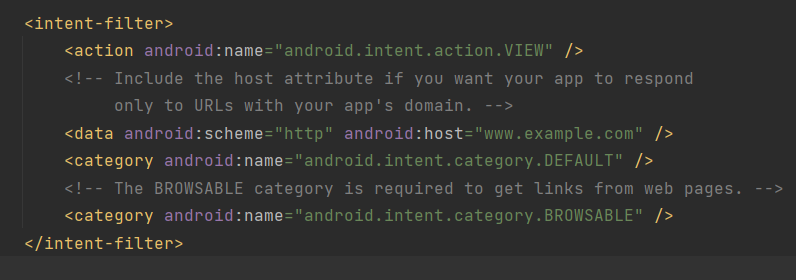 <intent-filter>
<action android:name="android.intent.action.VIEW" />
<!-- Include the host attribute if you want your app to respond
only to URLs with your app's domain. -->
<data android:scheme="http" android:host="www.example.com" />
<category android:name="android.intent.category.DEFAULT" />
<!-- The BROWSABLE category is required to get links from web pages. -->
<category android:name="android.intent.category.BROWSABLE" />
</intent-filter>